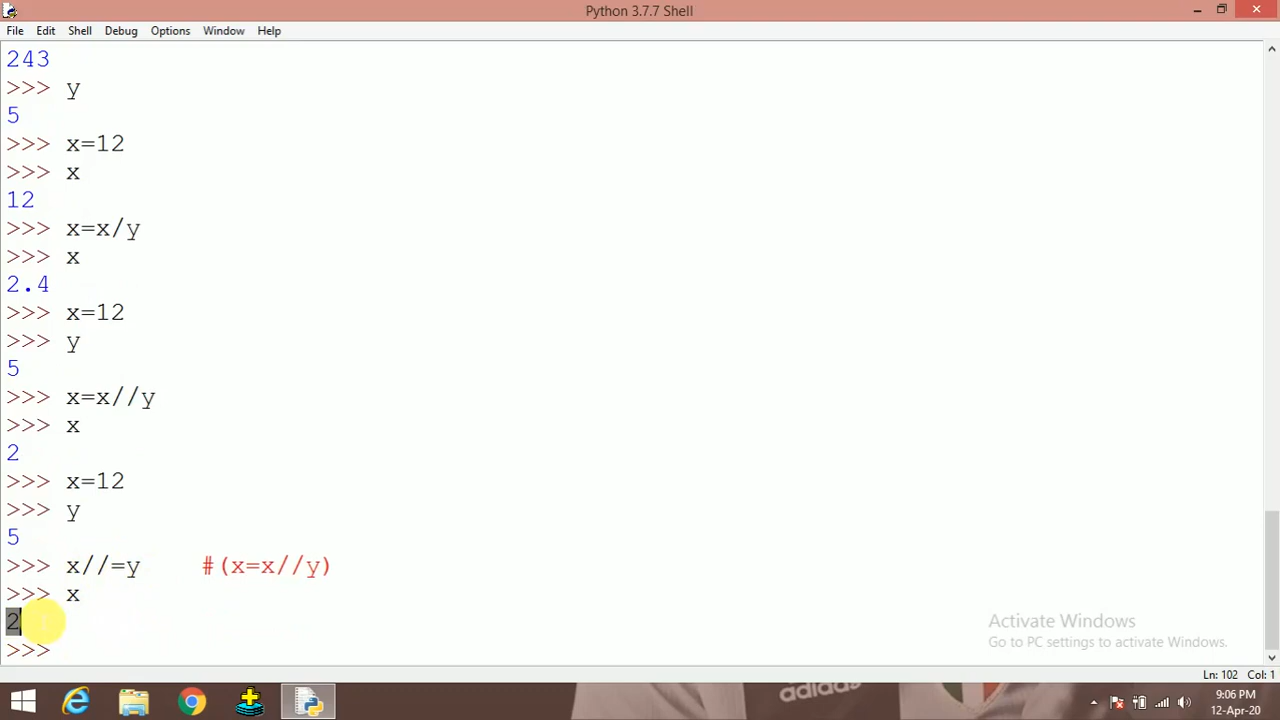 Python 3.7.7 Shell
File Edit Shell Debug Options Window Help
243
>>> y
5
>>> x=12
>>> x
12
>>> x=x/y
>>> x
2.4
>>> x=12
>>> y
5
>>> x=x//y
>>> x
2
>>> x=12
>>> y
5
>>> x//=y #(x=x//y)
>>> x
2
>>>
Activate Windows
Go to PC settings to activate Windows.
Ln: 102 Col: 1
adidas
9:06 PM
12-Apr-20